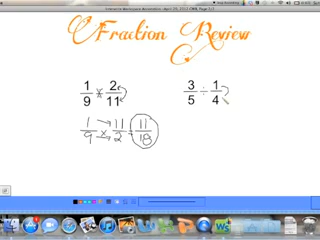 Fraction Review
1/9 × 2/11
3/5 ÷ 1/4
1/9 × 11/2 = 11/18